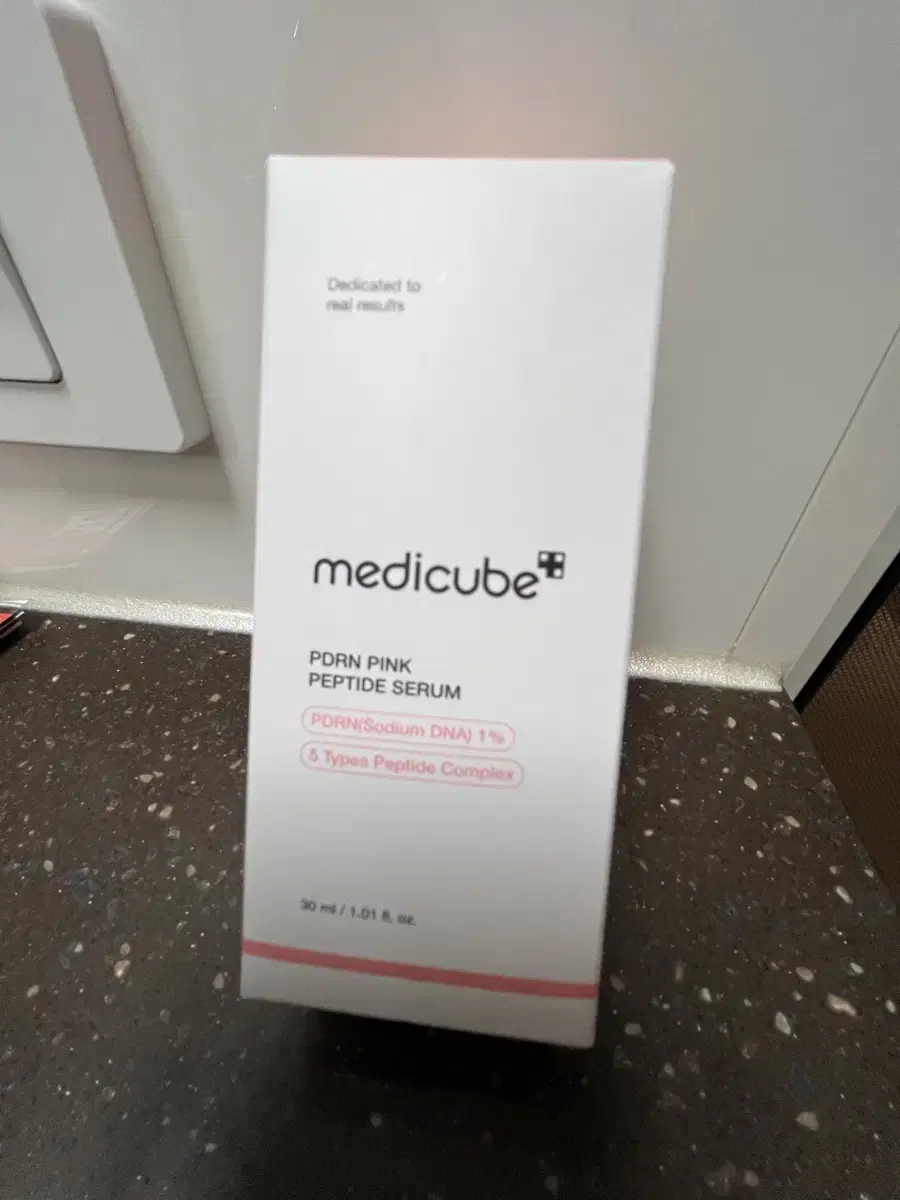 Dedicated to
real results
medicube
PDRN PINK
PEPTIDE SERUM
PDRN(Sodium DNA) 1%
5 Types Peptide Complex
30 ml / 1.01 fl. oz.